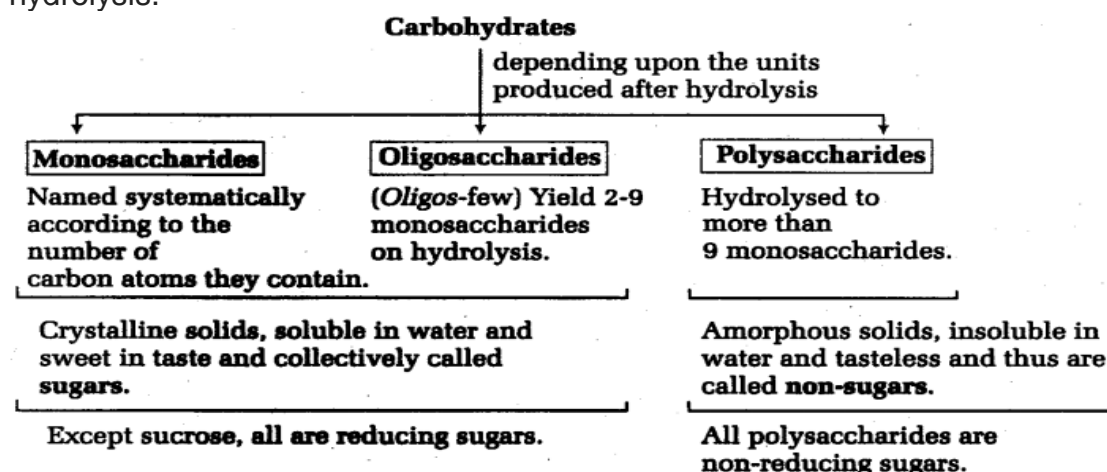 hydrolysis.
Carbohydrates
depending upon the units
produced after hydrolysis
Monosaccharides
Named systematically
according to the
number of
carbon atoms they contain.
Oligosaccharides
(Oligos-few) Yield 2-9
monosaccharides
on hydrolysis.
Polysaccharides
Hydrolysed to
more than
9 monosaccharides.
Crystalline solids, soluble in water and
sweet in taste and collectively called
sugars.
Amorphous solids, insoluble in
water and tasteless and thus are
called non-sugars.
Except sucrose, all are reducing sugars.
All polysaccharides are
non-reducing sugars.